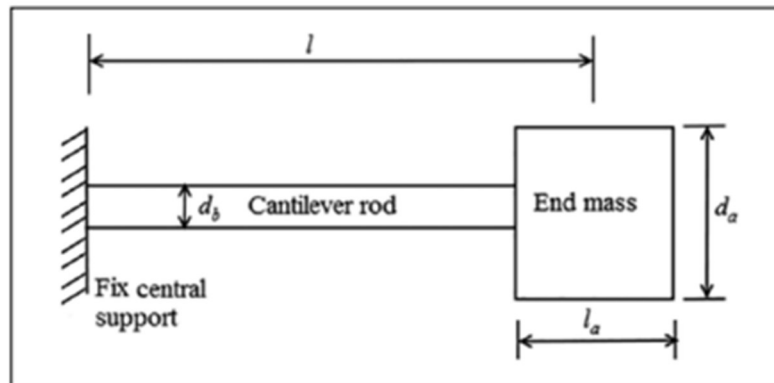 l
d_b Cantilever rod
End mass
d_a
Fix central
support
l_a